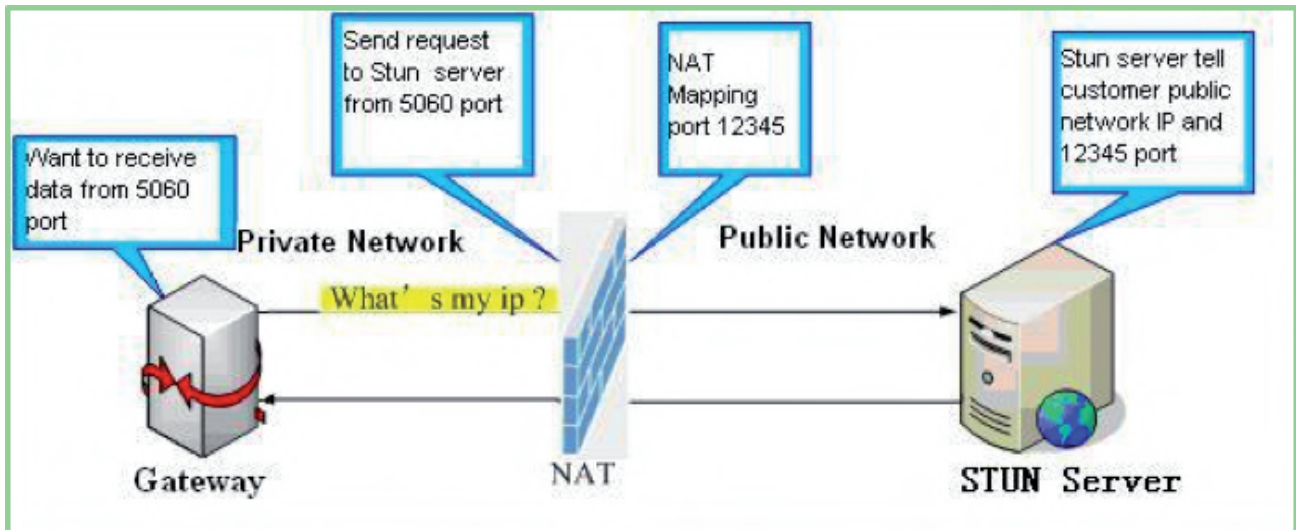 Send request
to Stun server
from 5060 port
NAT
Mapping
port 12345
Stun server tell
customer public
network IP and
12345 port
Want to receive
data from 5060
port
Private Network
Public Network
What's my ip ?
Gateway
NAT
STUN Server